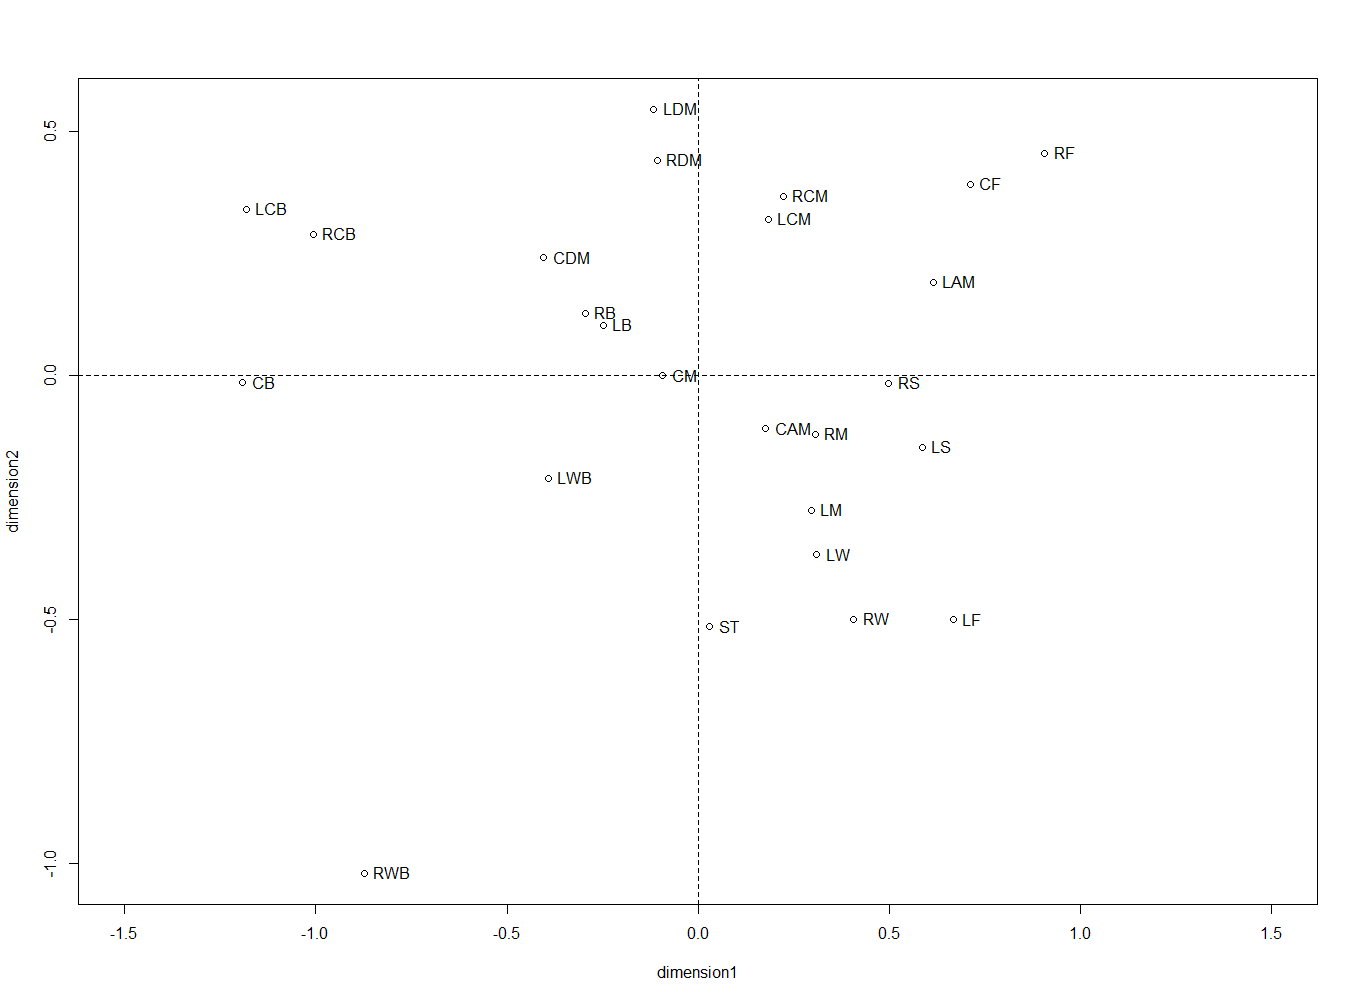 LDM
0.5
RDM
RF
CF
RCM
LCB
LCM
RCB
CDM
LAM
RB
LB
0.0
CM
CB
RS
CAM
RM
LS
dimension2
LWB
LM
LW
-0.5
RW
LF
ST
-1.0
RWB
-1.5 -1.0 -0.5 0.0 0.5 1.0 1.5
dimension1